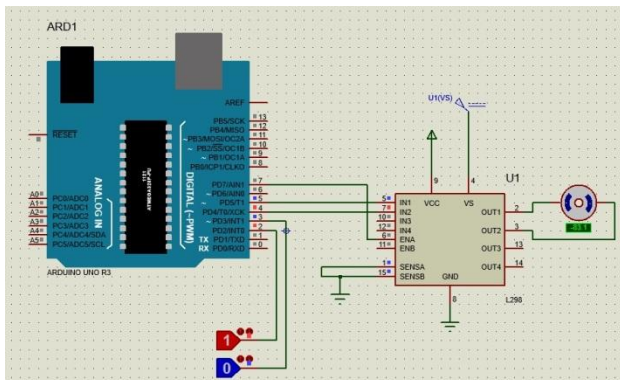 ARD1
AREF
RESET
PB5/SCK 13
PB4/MISO 12
~PB3/MOSI/OC2A 11
~PB2/SS/OC1B 10
~PB1/OC1A 9
PB0/ICP1/CLKO 8
PD7/AIN1 7
~PD6/AIN0 6
~PD5/T1 5
PD4/T0/XCK 4
~PD3/INT1 3
PD2/INT0 2
TX PD1/TXD 1
RX PD0/RXD 0
DIGITAL (~PWM)
ATMEGA328P-PU
1121
ANALOG IN
A0 PC0/ADC0
A1 PC1/ADC1
A2 PC2/ADC2
A3 PC3/ADC3
A4 PC4/ADC4/SDA
A5 PC5/ADC5/SCL
ARDUINO UNO R3
1
0
U1(VS)
U1
9 4
VCC VS
5 IN1
7 IN2
10 IN3
12 IN4
6 ENA
11 ENB
1 SENSA
15 SENSB
GND
8
OUT1 2
OUT2 3
OUT3 13
OUT4 14
L298
-83.1